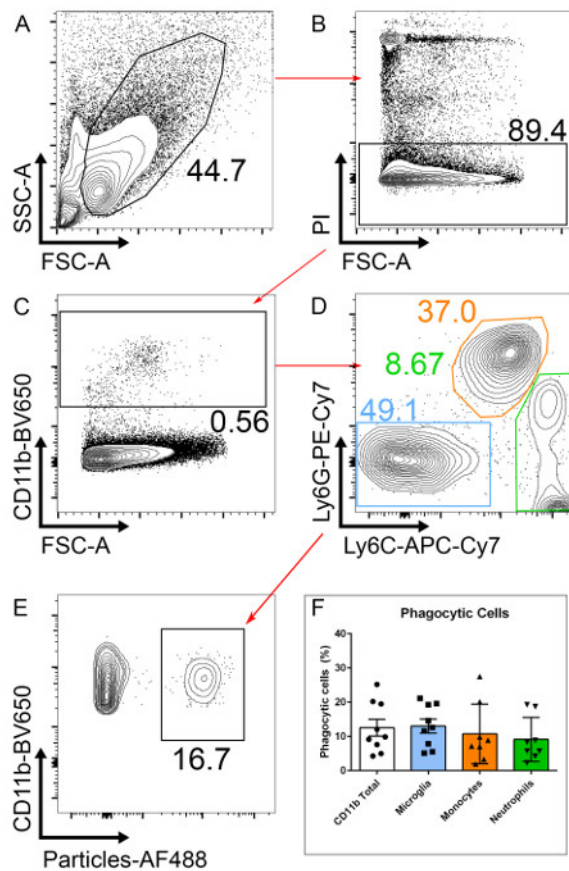 A
SSC-A
44.7
FSC-A
B
PI
89.4
FSC-A
C
CD11b-BV650
0.56
FSC-A
D
37.0
8.67
49.1
Ly6G-PE-Cy7
Ly6C-APC-Cy7
E
CD11b-BV650
16.7
Particles-AF488
F
Phagocytic Cells
Phagocytic cells
(%)
40
30
20
10
0
CD11b Total
Microglia
Monocytes
Neutrophils